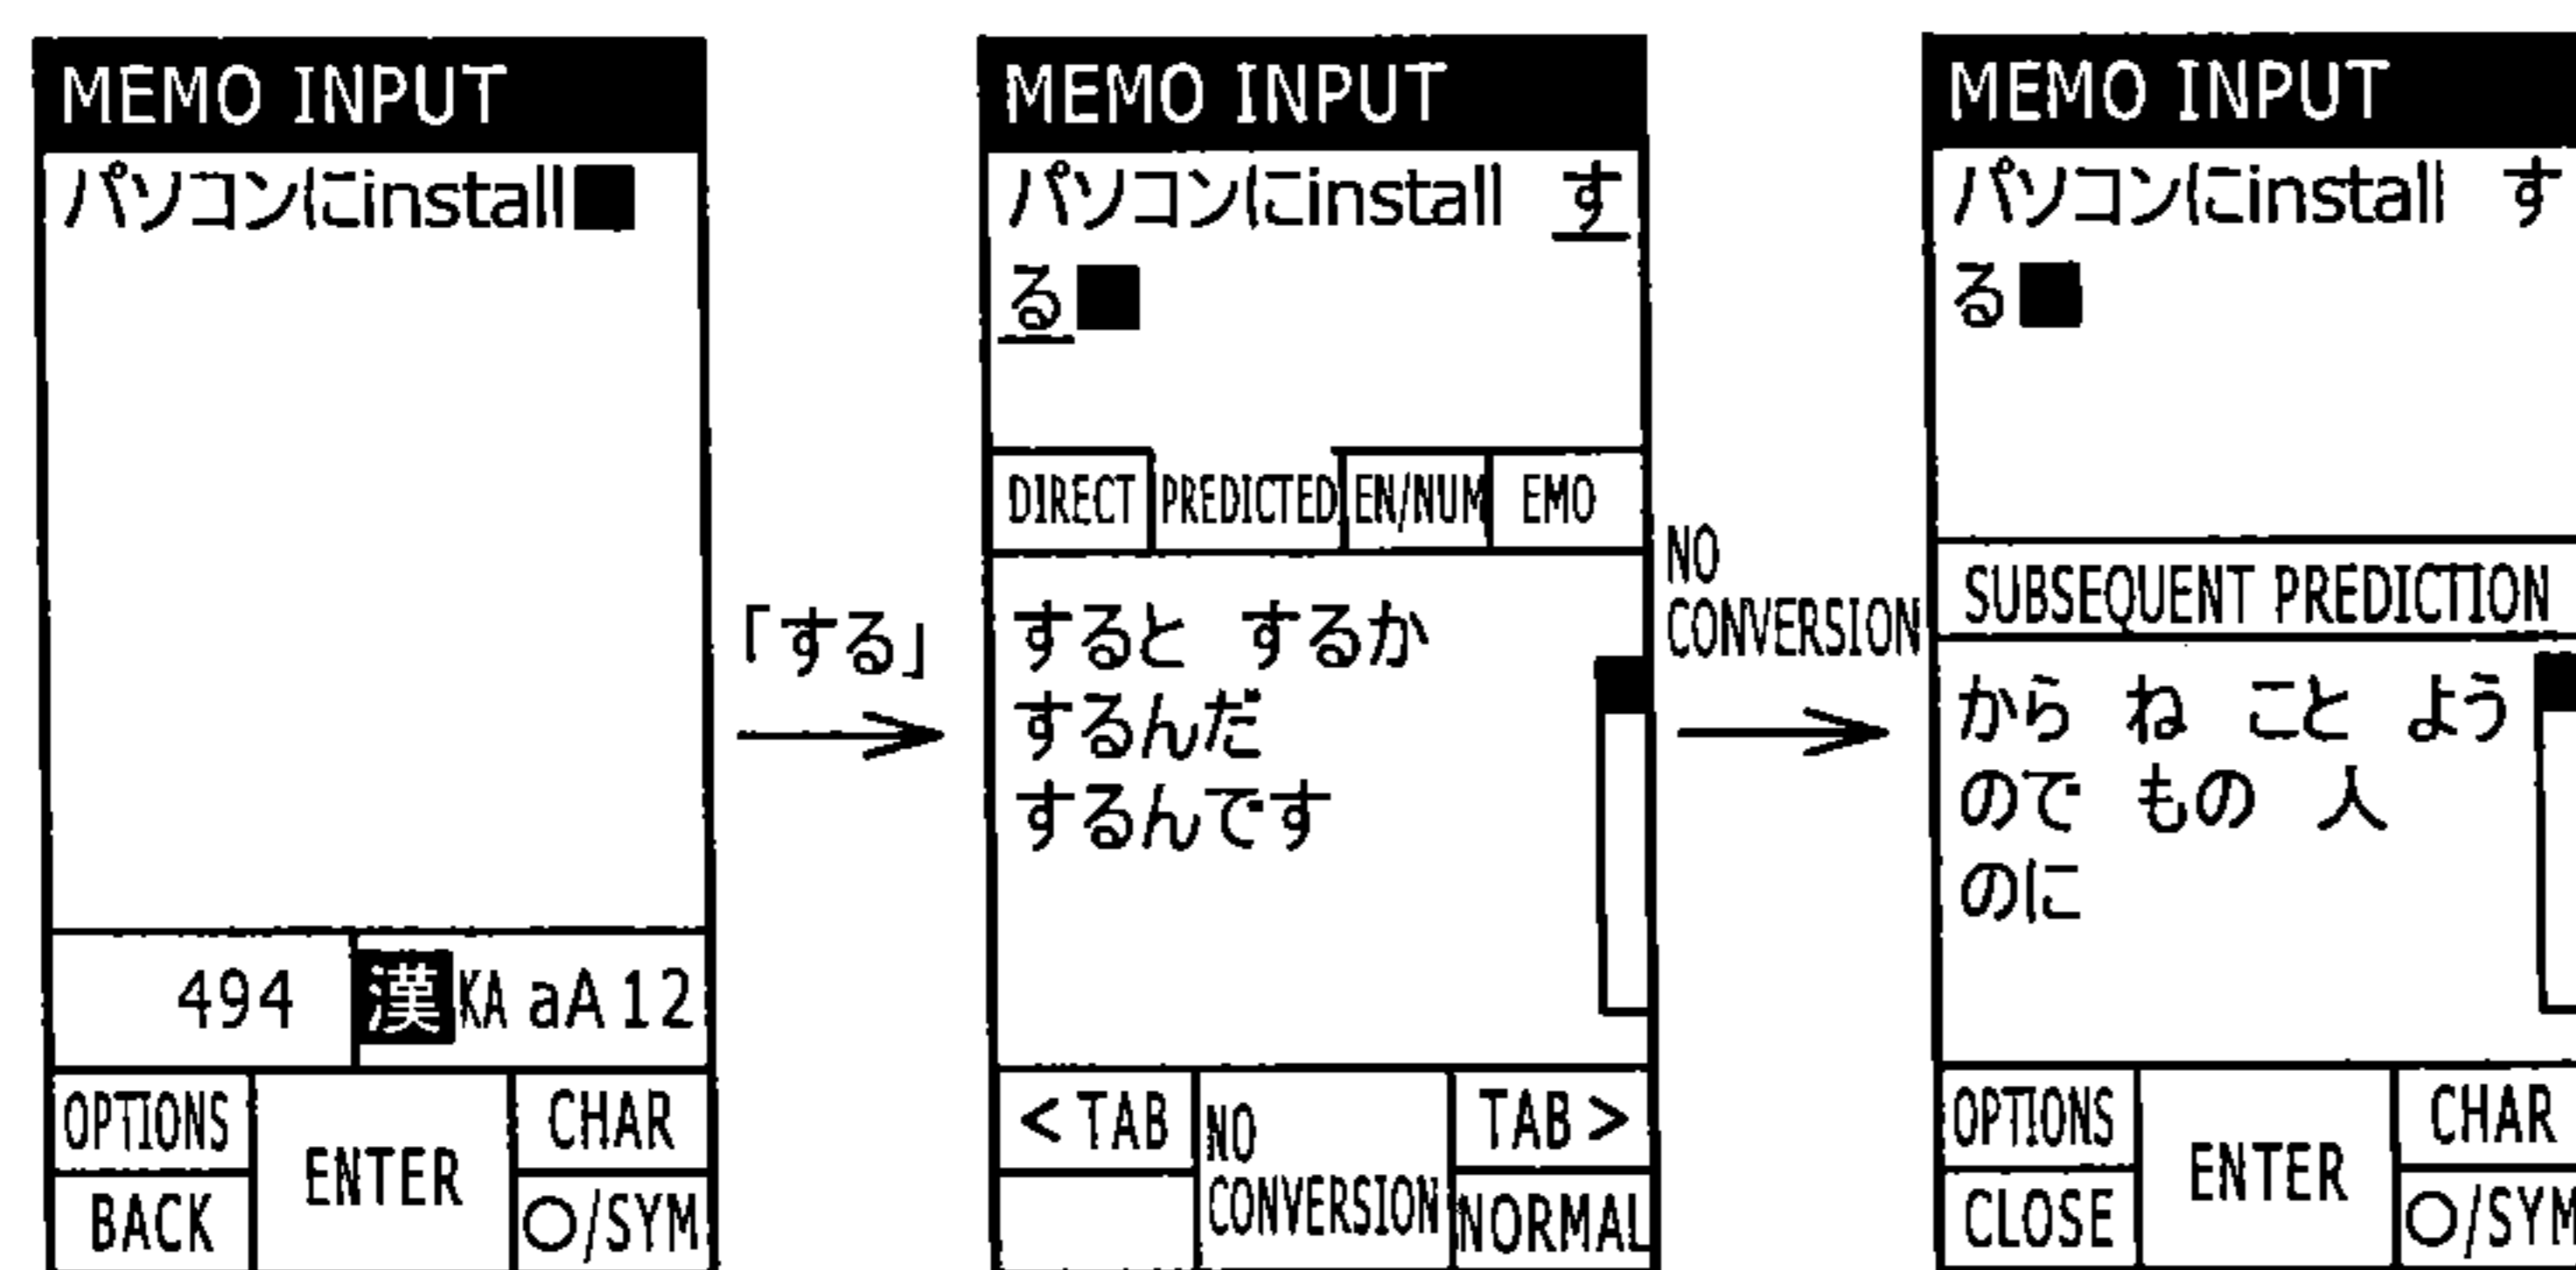 MEMO INPUT
パソコンにinstall
494
漢 KA aA 12
OPTIONS
ENTER
CHAR
BACK
○/SYM
「する」
MEMO INPUT
パソコンにinstall す
る
DIRECT PREDICTED EN/NUM EMO
すると するか
するんだ
するんです
< TAB
NO
CONVERSION
TAB >
NORMAL
NO
CONVERSION
MEMO INPUT
パソコンにinstall す
る
SUBSEQUENT PREDICTION
から ね こと よう
ので もの 人
のに
OPTIONS
ENTER
CHAR
CLOSE
○/SYM